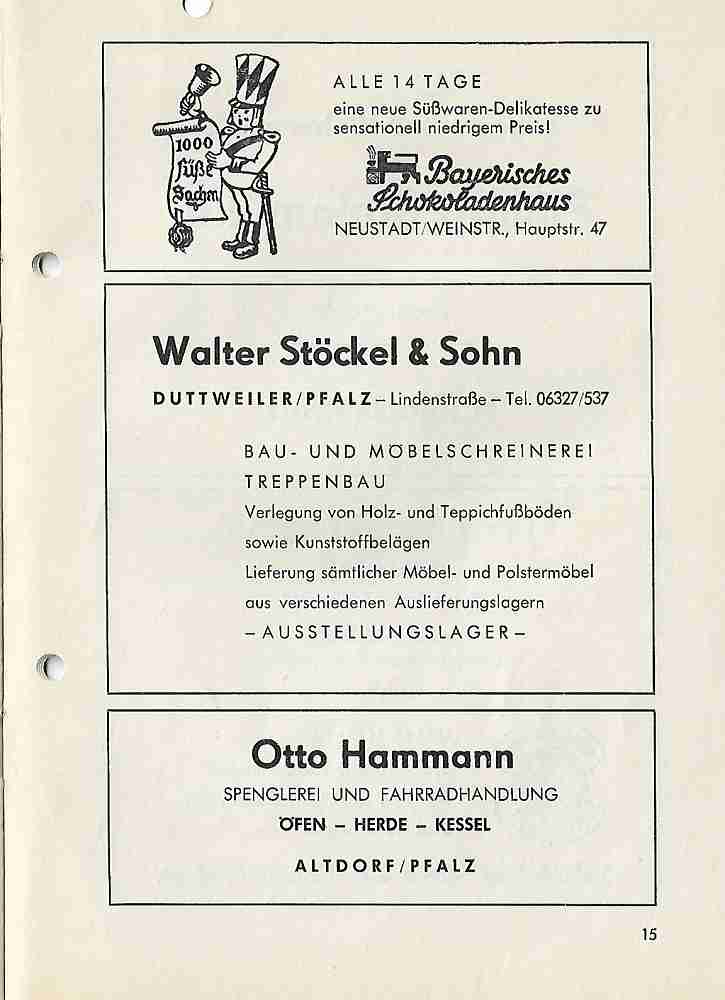 ALLE 14 TAGE
eine neue Süßwaren-Delikatesse zu
sensationell niedrigem Preis!
1000
süße
Sachen
Bayerisches
Schokoladenhaus
NEUSTADT/WEINSTR., Hauptstr. 47
Walter Stöckel & Sohn
DUTTWEILER/PFALZ – Lindenstraße – Tel. 06327/537
BAU- UND MÖBELSCHREINEREI
TREPPENBAU
Verlegung von Holz- und Teppichfußböden
sowie Kunststoffbelägen
Lieferung sämtlicher Möbel- und Polstermöbel
aus verschiedenen Auslieferungslagern
– AUSSTELLUNGSLAGER –
Otto Hammann
SPENGLEREI UND FAHRRADHANDLUNG
ÖFEN – HERDE – KESSEL
ALTDORF/PFALZ
15